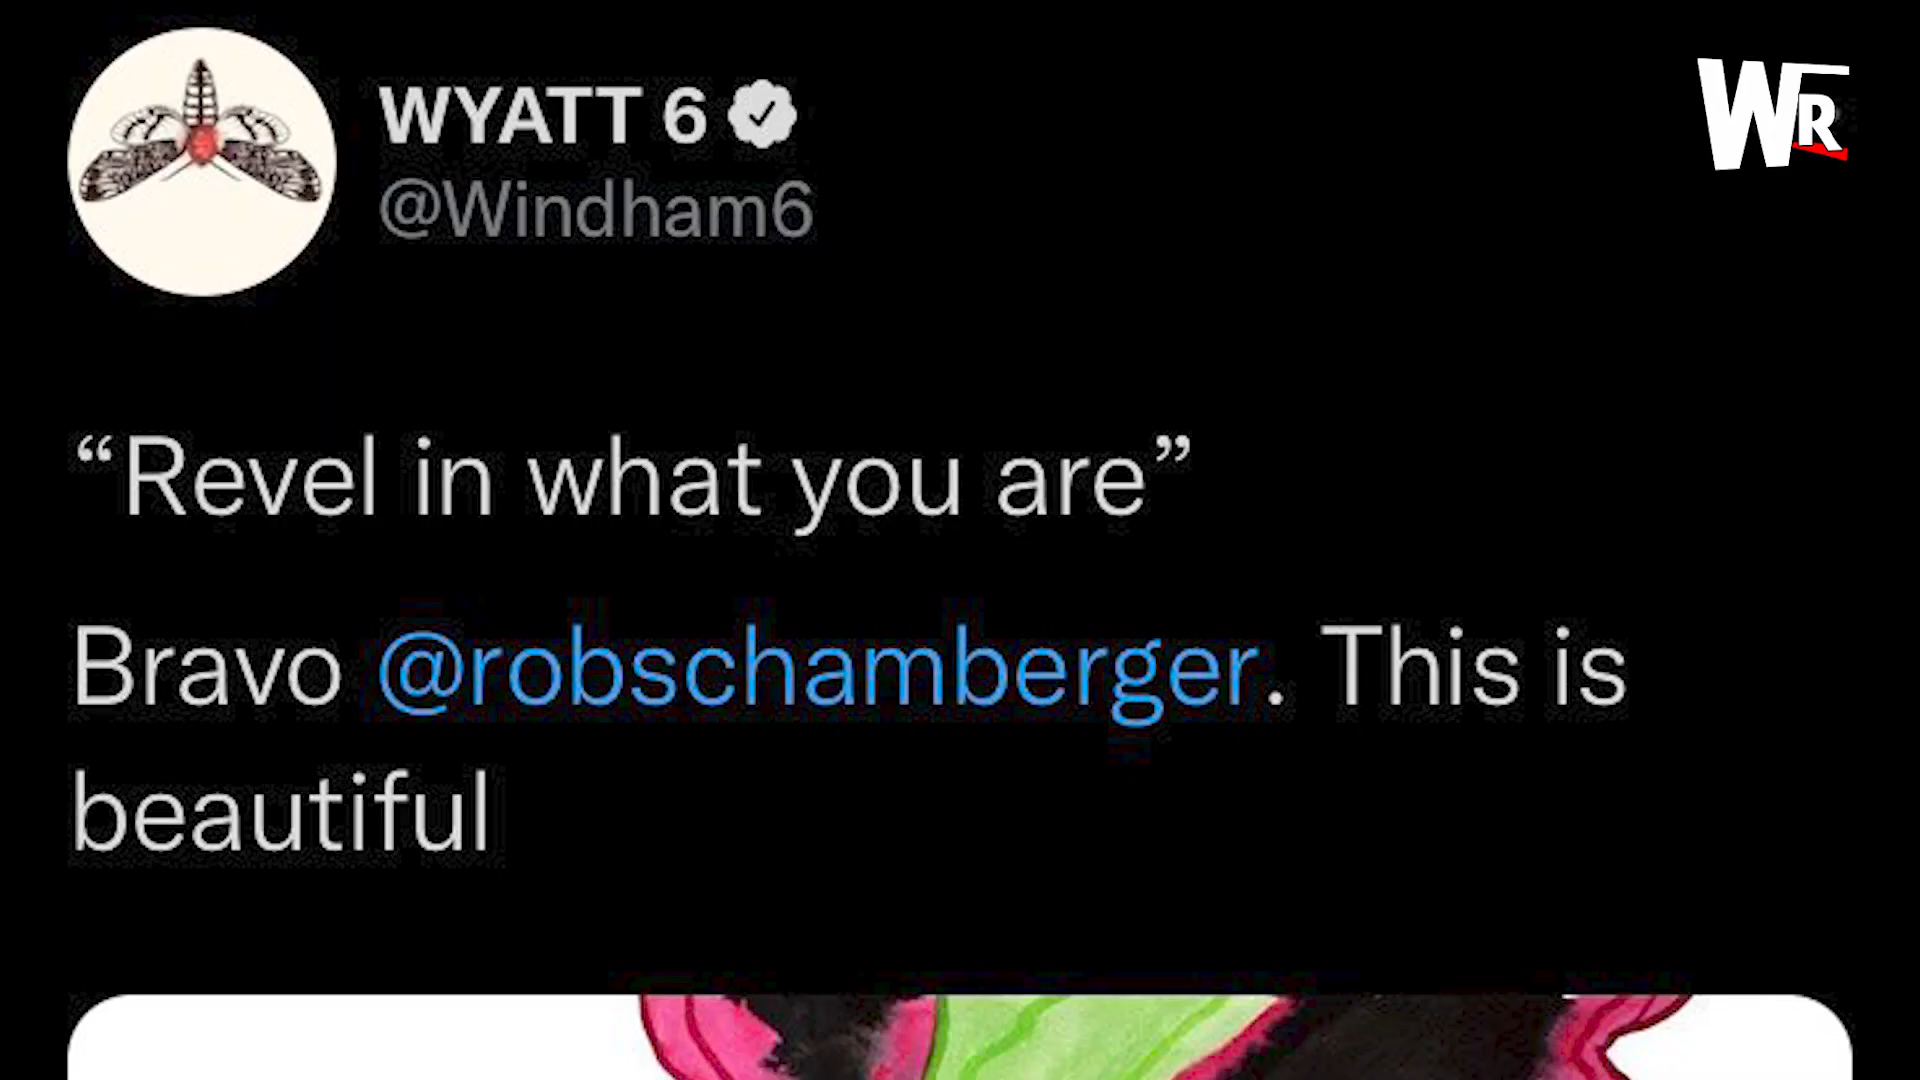 WYATT 6
@Windham6
WR
“Revel in what you are”
Bravo @robschamberger. This is
beautiful